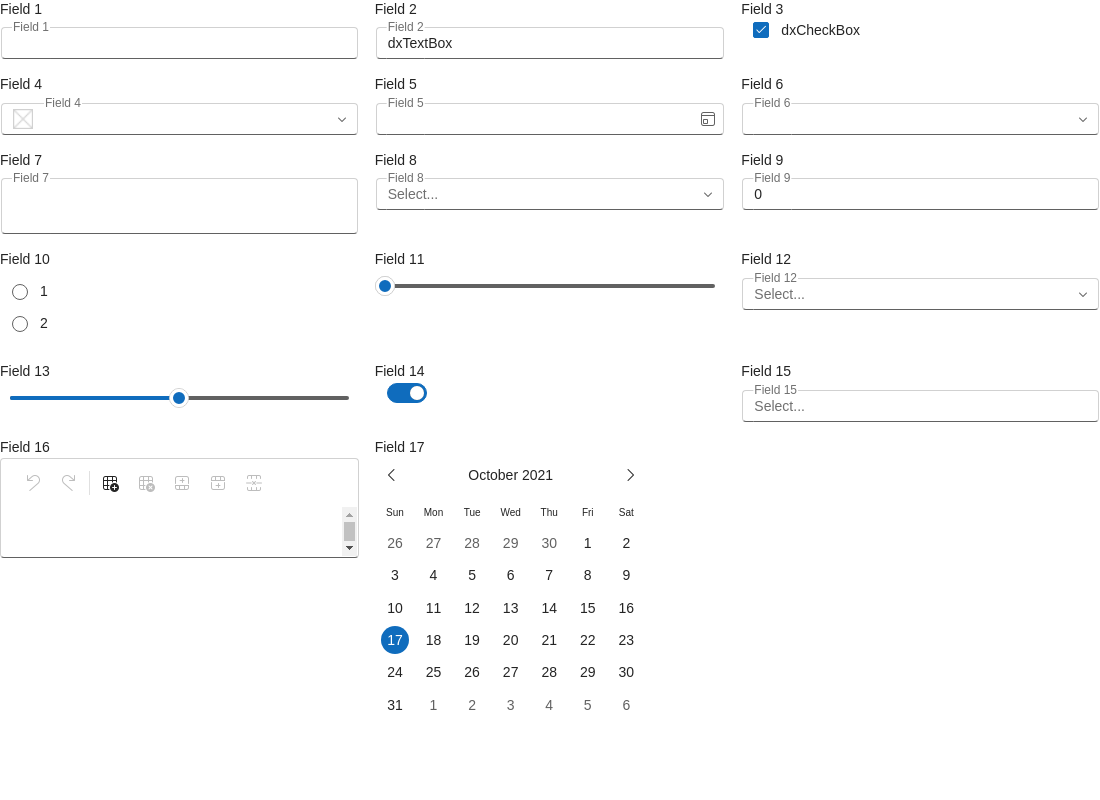 Field 1
Field 1
Field 2
Field 2
dxTextBox
Field 3
dxCheckBox
Field 4
Field 4
Field 5
Field 5
Field 6
Field 6
Field 7
Field 7
Field 8
Field 8
Select...
Field 9
Field 9
0
Field 10
1
2
Field 11
Field 12
Field 12
Select...
Field 13
Field 14
Field 15
Field 15
Select...
Field 16
Field 17
October 2021
Sun Mon Tue Wed Thu Fri Sat
26 27 28 29 30 1 2
3 4 5 6 7 8 9
10 11 12 13 14 15 16
17 18 19 20 21 22 23
24 25 26 27 28 29 30
31 1 2 3 4 5 6